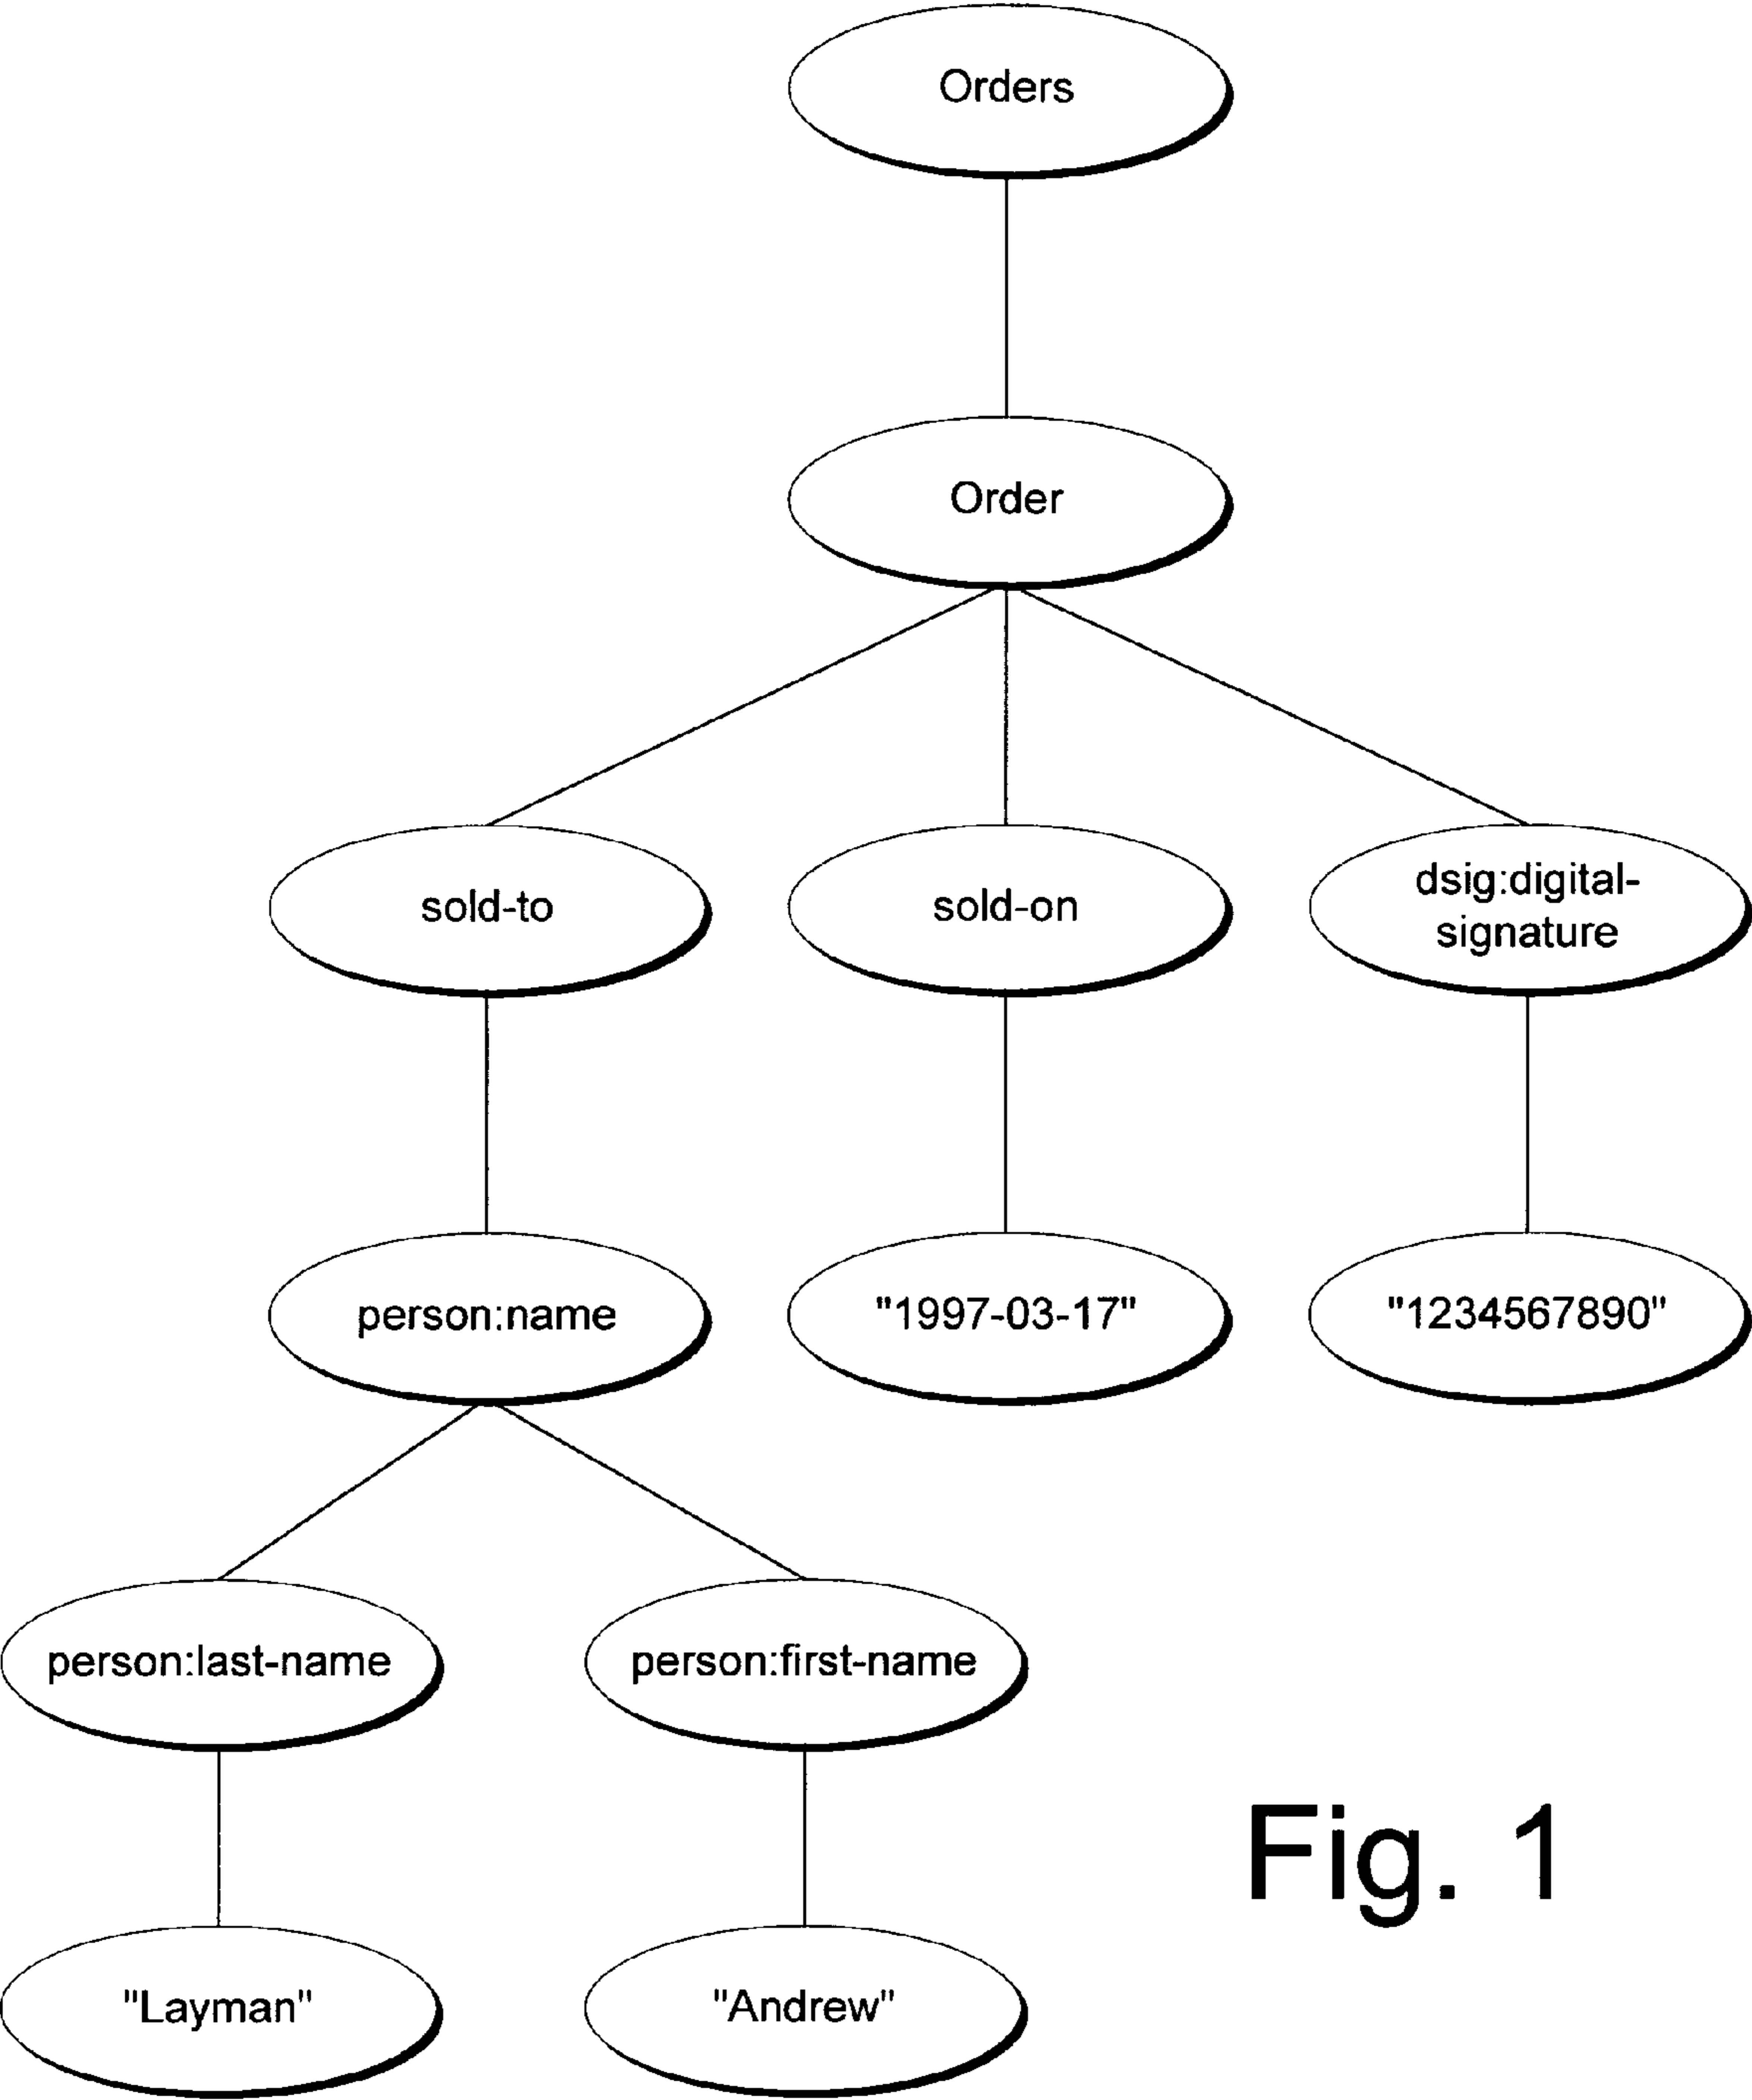 Orders
Order
sold-to
sold-on
dsig:digital-
signature
person:name
"1997-03-17"
"1234567890"
person:last-name
person:first-name
"Layman"
"Andrew"
Fig. 1